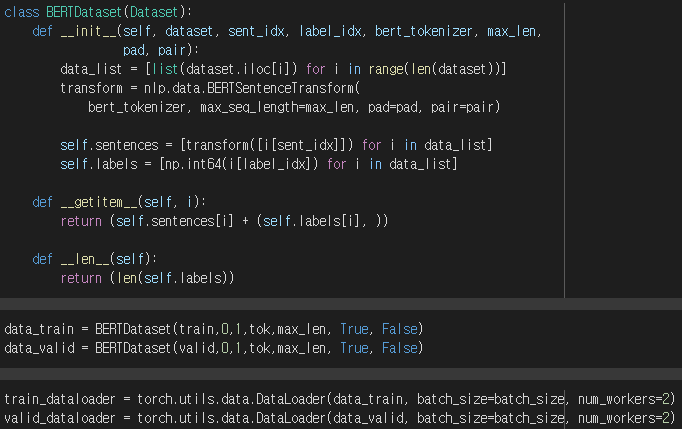 class BERTDataset(Dataset):
    def __init__(self, dataset, sent_idx, label_idx, bert_tokenizer, max_len,
                 pad, pair):
        data_list = [list(dataset.iloc[i]) for i in range(len(dataset))]
        transform = nlp.data.BERTSentenceTransform(
            bert_tokenizer, max_seq_length=max_len, pad=pad, pair=pair)
        self.sentences = [transform([i[sent_idx]]) for i in data_list]
        self.labels = [np.int64(i[label_idx]) for i in data_list]
    def __getitem__(self, i):
        return (self.sentences[i] + (self.labels[i], ))
    def __len__(self):
        return (len(self.labels))
data_train = BERTDataset(train,0,1,tok,max_len, True, False)
data_valid = BERTDataset(valid,0,1,tok,max_len, True, False)
train_dataloader = torch.utils.data.DataLoader(data_train, batch_size=batch_size, num_workers=2)
valid_dataloader = torch.utils.data.DataLoader(data_valid, batch_size=batch_size, num_workers=2)